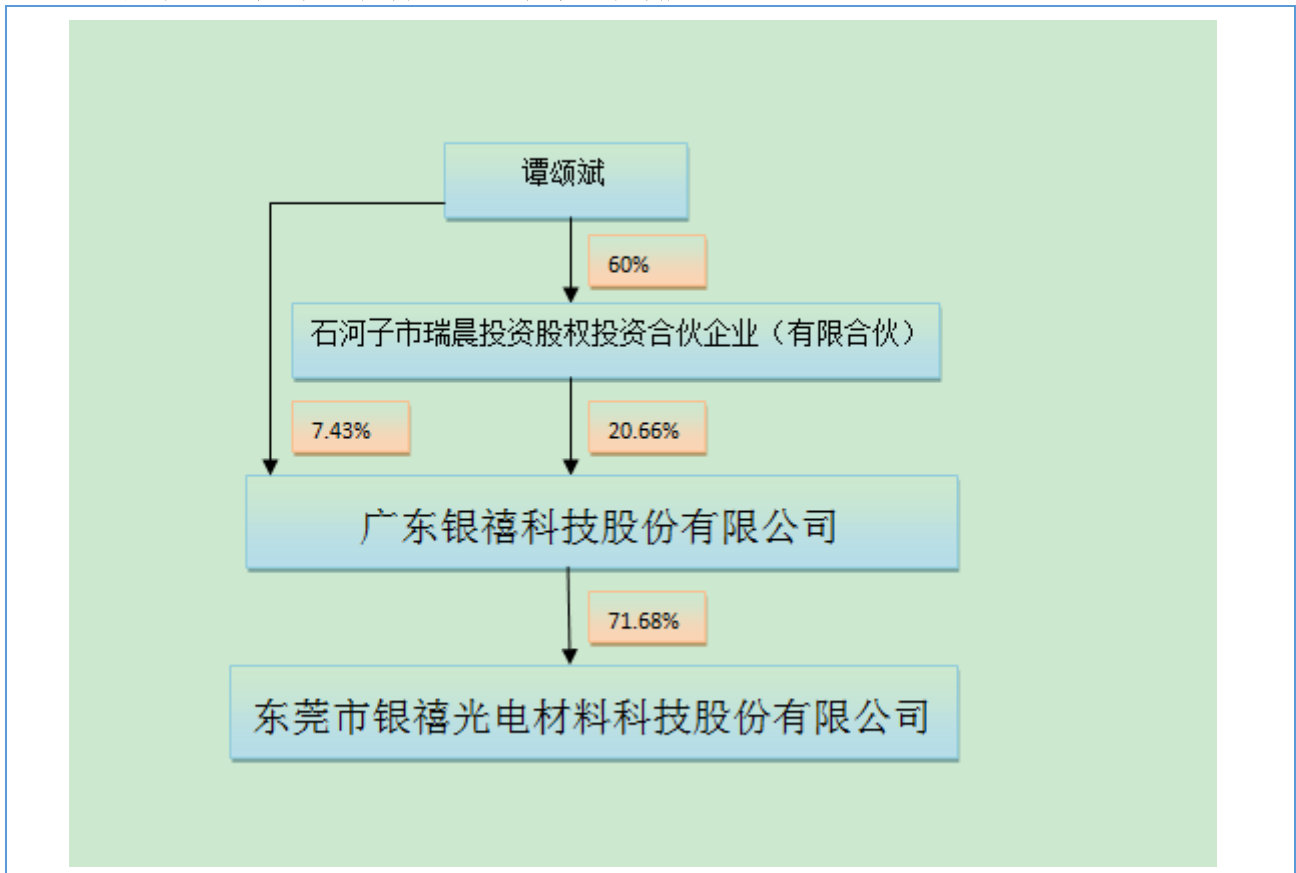 谭颂斌
60%
石河子市瑞晨投资股权投资合伙企业（有限合伙）
7.43%
20.66%
广东银禧科技股份有限公司
71.68%
东莞市银禧光电材料科技股份有限公司